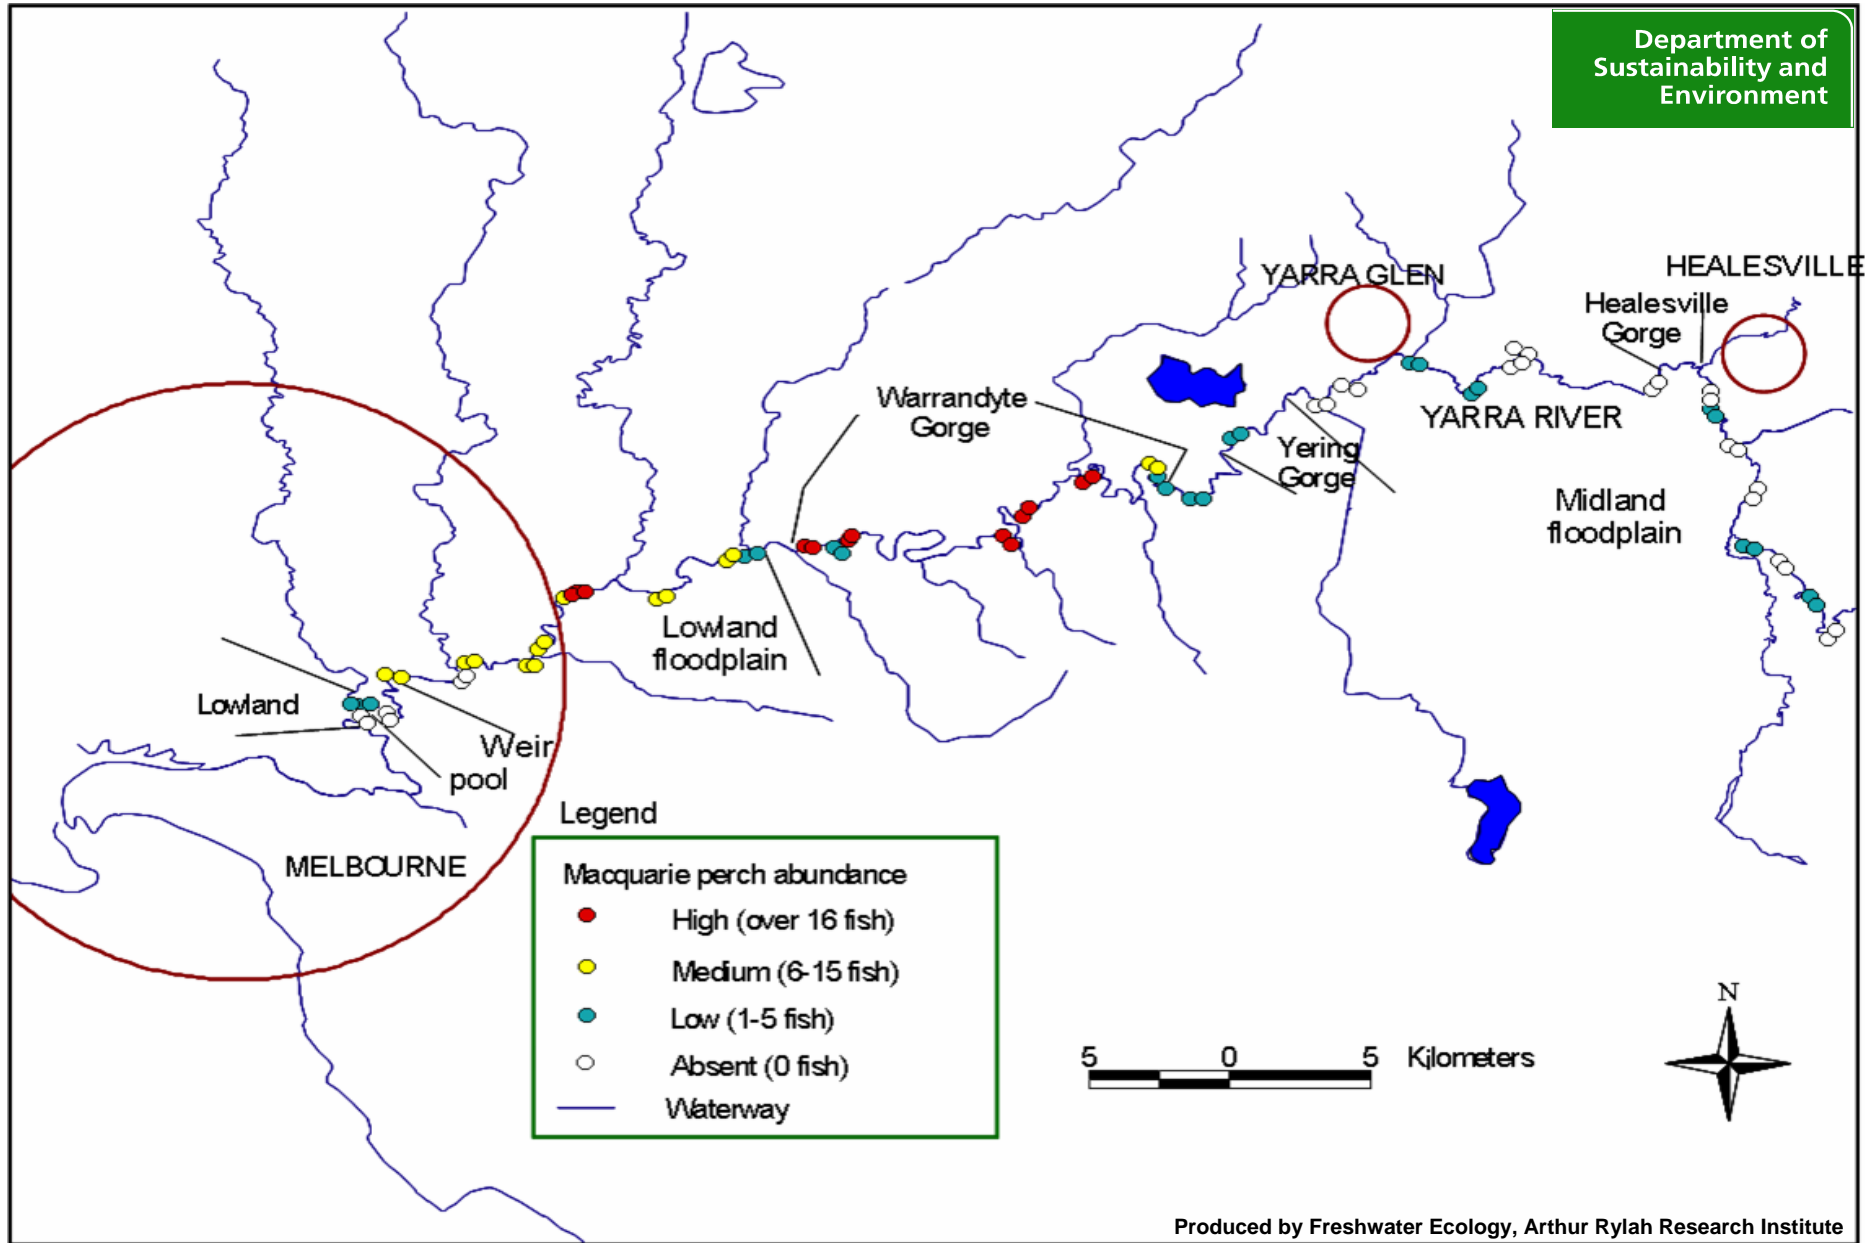 Department of
Sustainability and
Environment
YARRA GLEN
HEALESVILLE
Healesville
Gorge
Warrandyte
Gorge
YARRA RIVER
Yering
Gorge
Midland
floodplain
Lowland
floodplain
Lowland
Weir
pool
MELBOURNE
Legend
Macquarie perch abundance
High (over 16 fish)
Medium (6-15 fish)
Low (1-5 fish)
Absent (0 fish)
Waterway
5 0 5 Kilometers
N
Produced by Freshwater Ecology, Arthur Rylah Research Institute